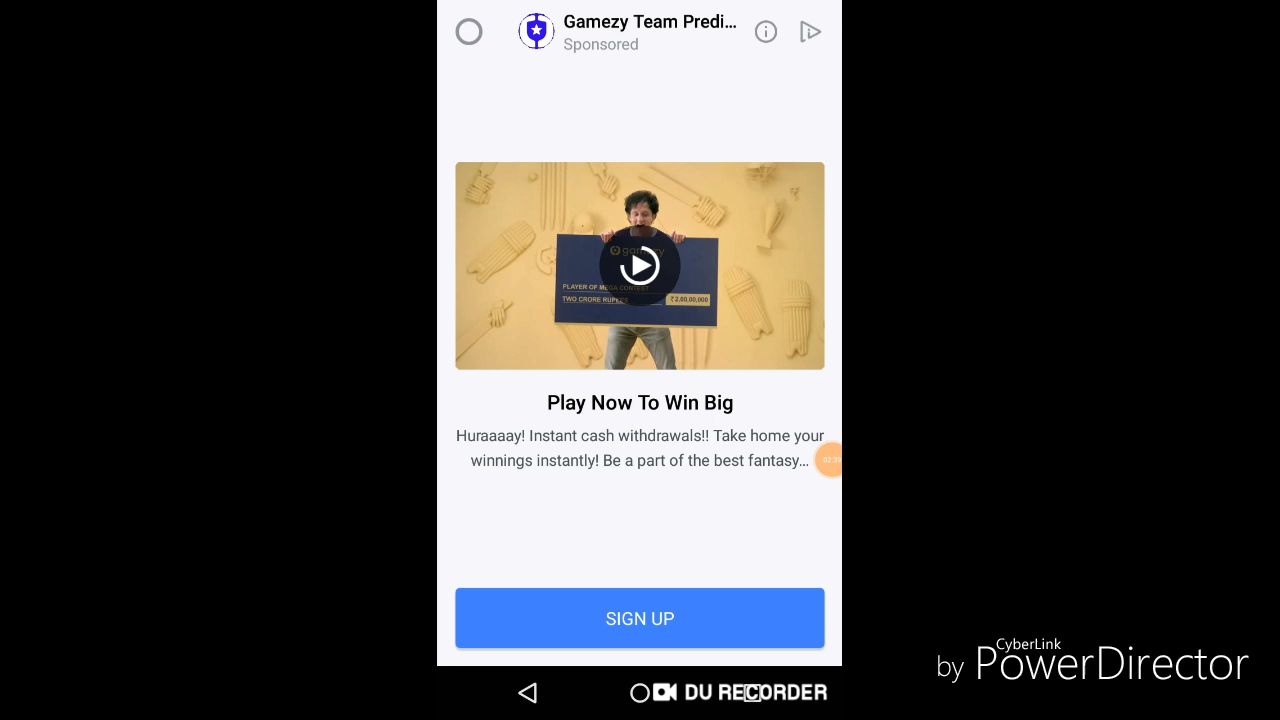 Gamezy Team Predi...
Sponsored
gamezy
PLAYER OF MEGA CONTEST
TWO CRORE RUPEES
₹2,00,00,000
Play Now To Win Big
Huraaaay! Instant cash withdrawals!! Take home your
winnings instantly! Be a part of the best fantasy...
SIGN UP
CyberLink
by PowerDirector
DU RECORDER